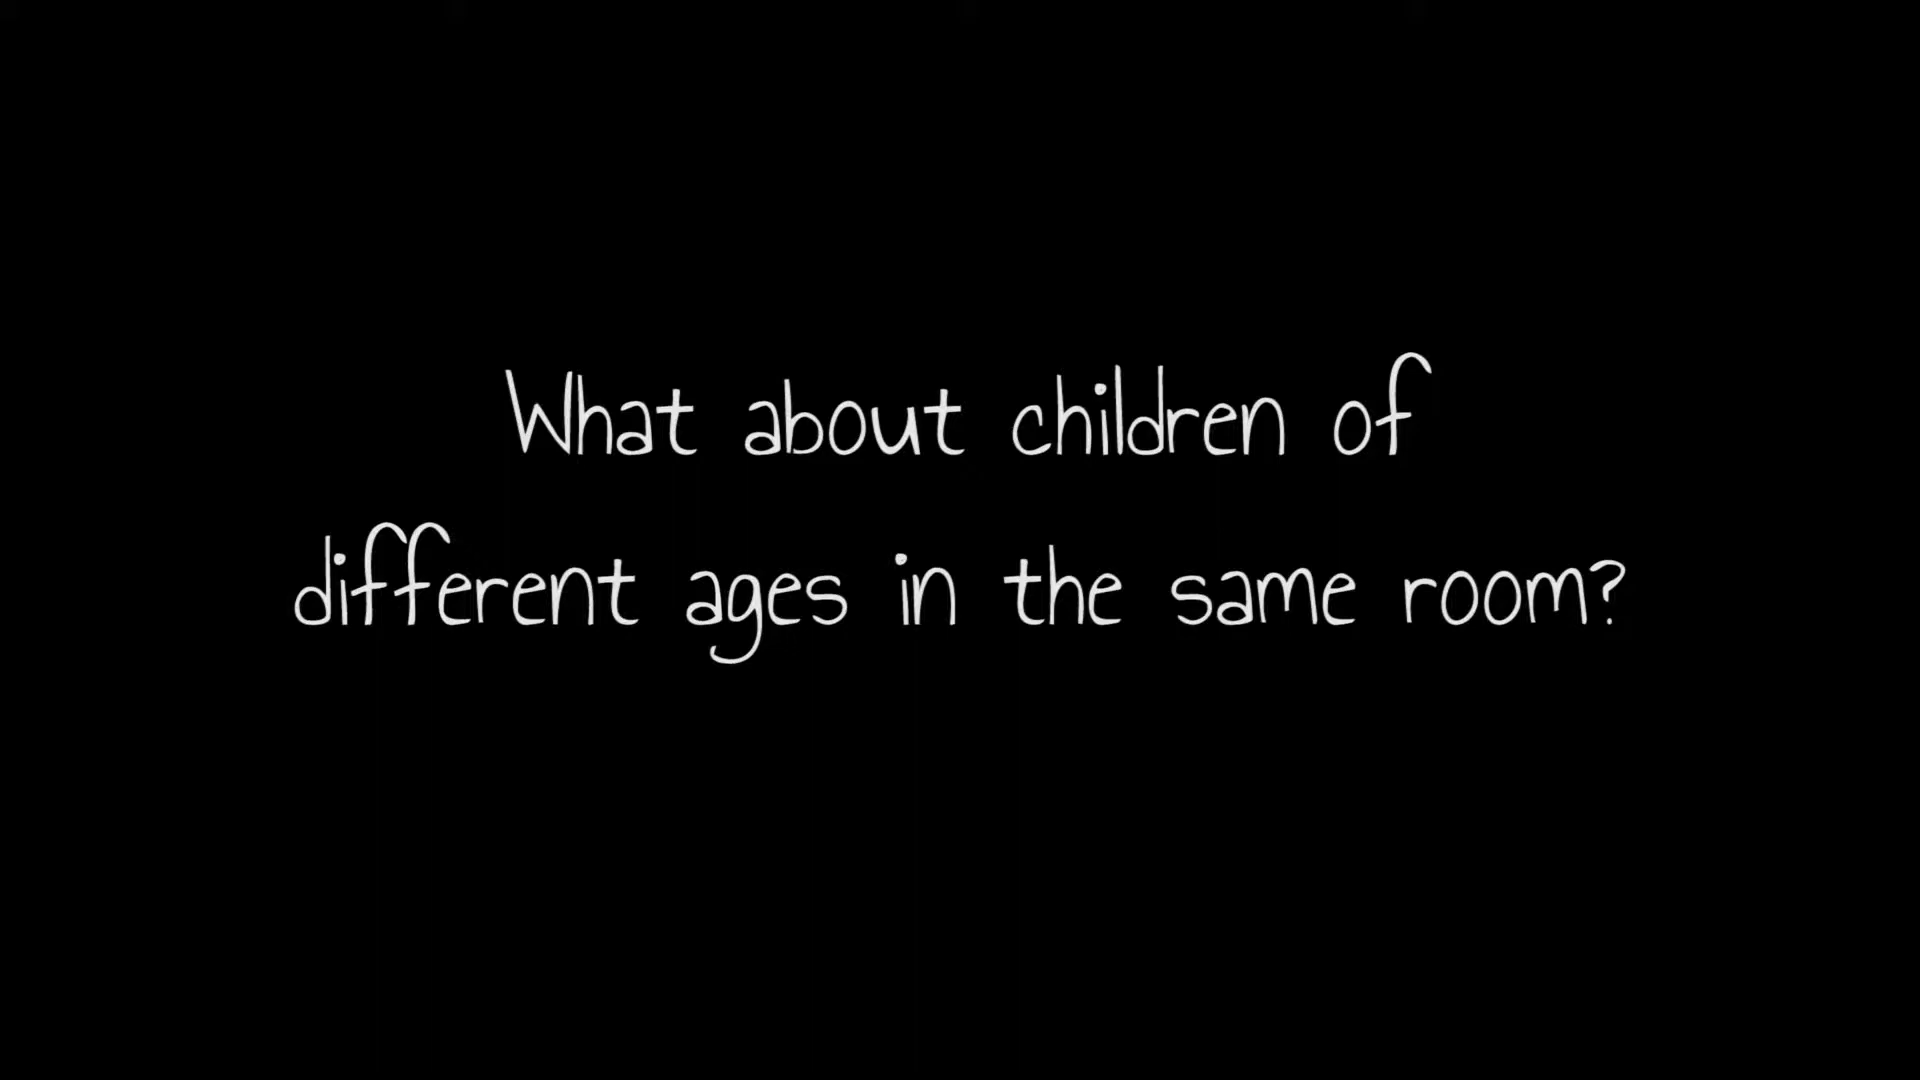 What about children of
different ages in the same room?